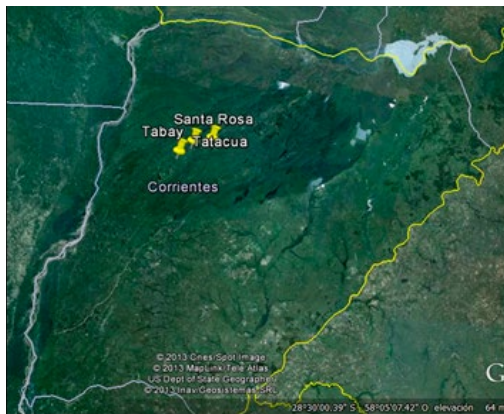 Santa Rosa
Tabay
Tatacua
Corrientes
© 2013 Cnes/Spot Image
© 2013 MapLink/Tele Atlas
US Dept of State Geographer
© 2013 Inav/Geosistemas SRL
G
28°30'00.39" S 58°05'07.42" O elevación 64 m